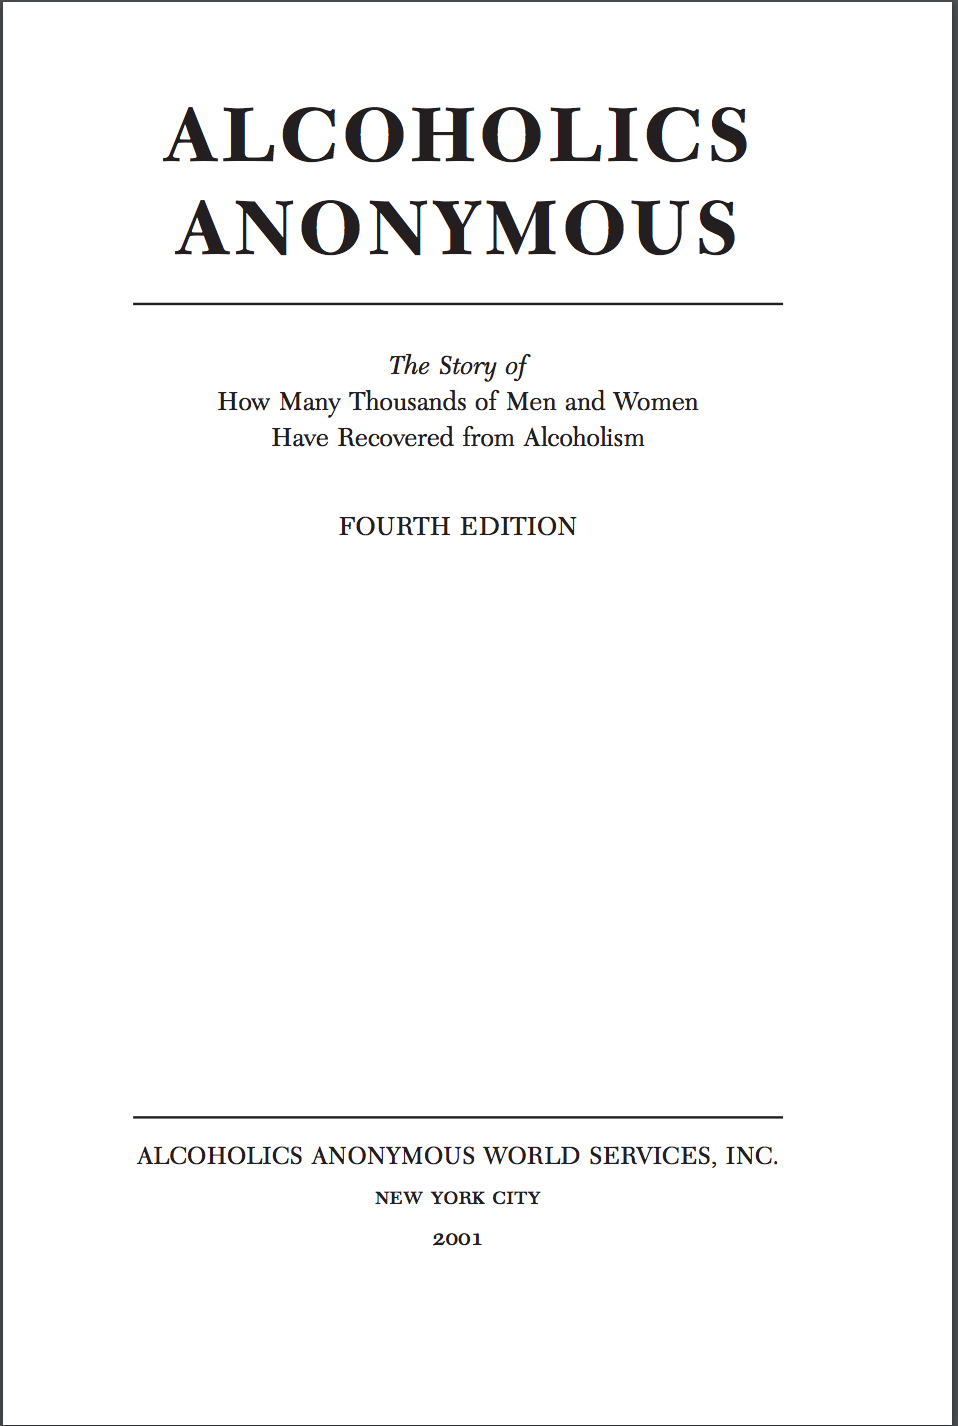 ALCOHOLICS
ANONYMOUS
The Story of
How Many Thousands of Men and Women
Have Recovered from Alcoholism
FOURTH EDITION
ALCOHOLICS ANONYMOUS WORLD SERVICES, INC.
NEW YORK CITY
2001